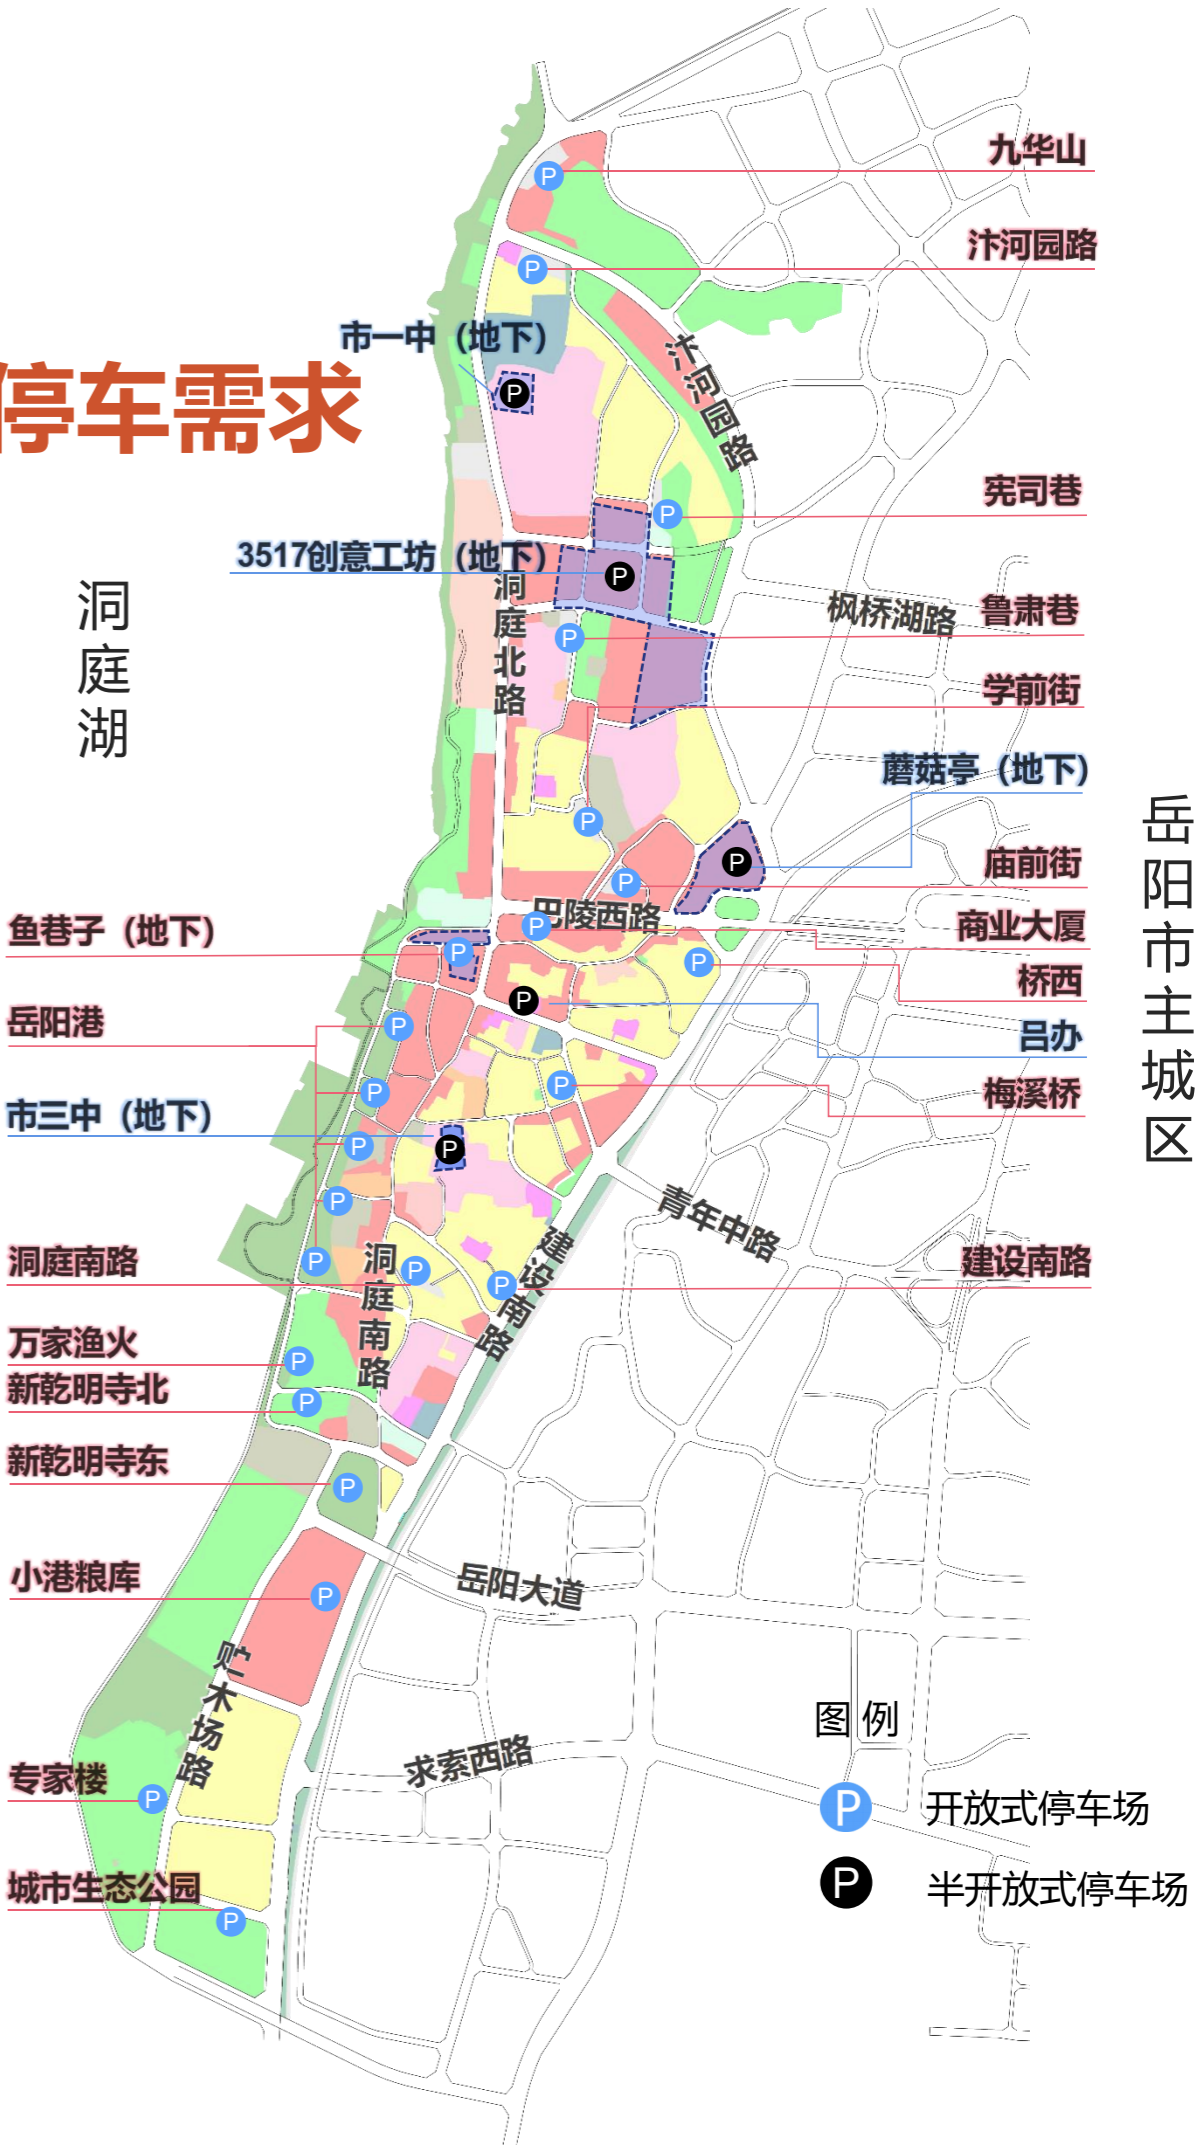 九华山
汴河园路
市一中（地下）
P
P
P
停车需求
汴河园路
宪司巷
P
3517创意工坊（地下）
P
洞庭湖
洞庭北路
枫桥湖路
鲁肃巷
P
学前街
蘑菇亭（地下）
岳阳市主城区
P
P
庙前街
P
巴陵西路
商业大厦
P
鱼巷子（地下）
P
桥西
P
岳阳港
P
P
吕办
梅溪桥
P
P
市三中（地下）
P
P
P
青年中路
洞庭南路
P
P
洞庭南路
建设南路
P
建设南路
万家渔火
P
新乾明寺北
P
新乾明寺东
P
小港粮库
P
岳阳大道
贮木场路
求索西路
专家楼
P
城市生态公园
P
图例
P 开放式停车场
P 半开放式停车场